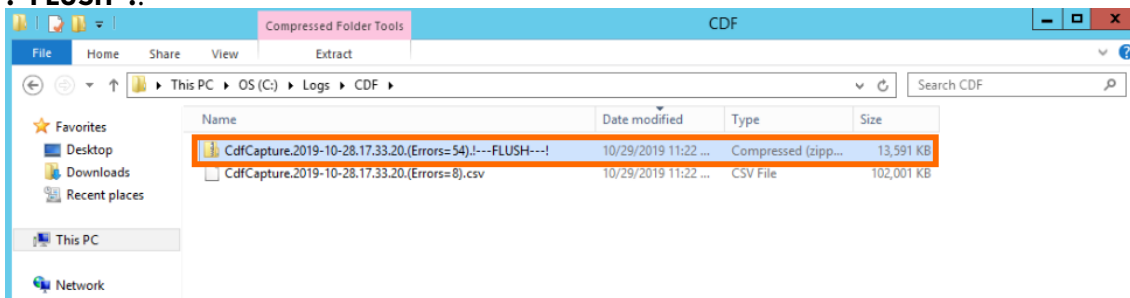 !"FLUSH"!.
Compressed Folder Tools
CDF
File Home Share View Extract
This PC ▸ OS (C:) ▸ Logs ▸ CDF ▸
Search CDF
Name Date modified Type Size
Favorites
Desktop
Downloads
Recent places
This PC
Network
CdfCapture.2019-10-28.17.33.20.(Errors=54).!---FLUSH---! 10/29/2019 11:22 ... Compressed (zipp... 13,591 KB
CdfCapture.2019-10-28.17.33.20.(Errors=8).csv 10/29/2019 11:22 ... CSV File 102,001 KB